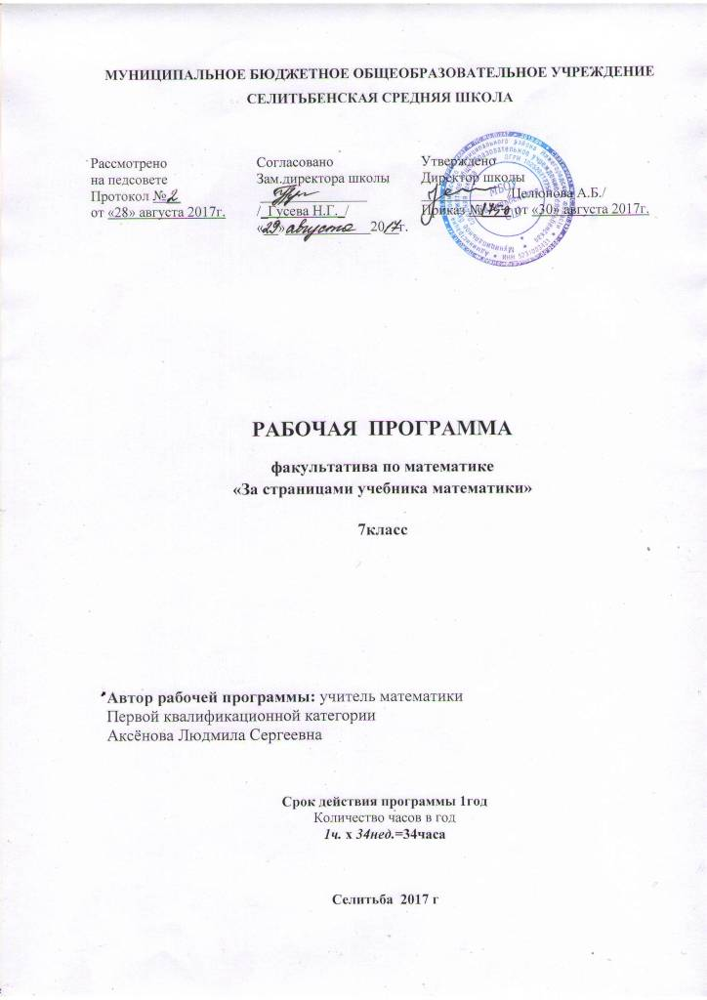 МУНИЦИПАЛЬНОЕ БЮДЖЕТНОЕ ОБЩЕОБРАЗОВАТЕЛЬНОЕ УЧРЕЖДЕНИЕ
СЕЛИТЬБЕНСКАЯ СРЕДНЯЯ ШКОЛА
Рассмотрено
на педсовете
Протокол №2
от «28» августа 2017г.
Согласовано
Зам.директора школы
/ Гусева Н.Г. /
«29» августа 2017г.
Утверждено
Директор школы
А.Б./
Приказ № от «30» августа 2017г.
МБОУ
РАБОЧАЯ ПРОГРАММА
факультатива по математике
«За страницами учебника математики»
7класс
Автор рабочей программы: учитель математики
Первой квалификационной категории
Аксёнова Людмила Сергеевна
Срок действия программы 1год
Количество часов в год
1ч. х 34нед.=34часа
Селитьба 2017 г